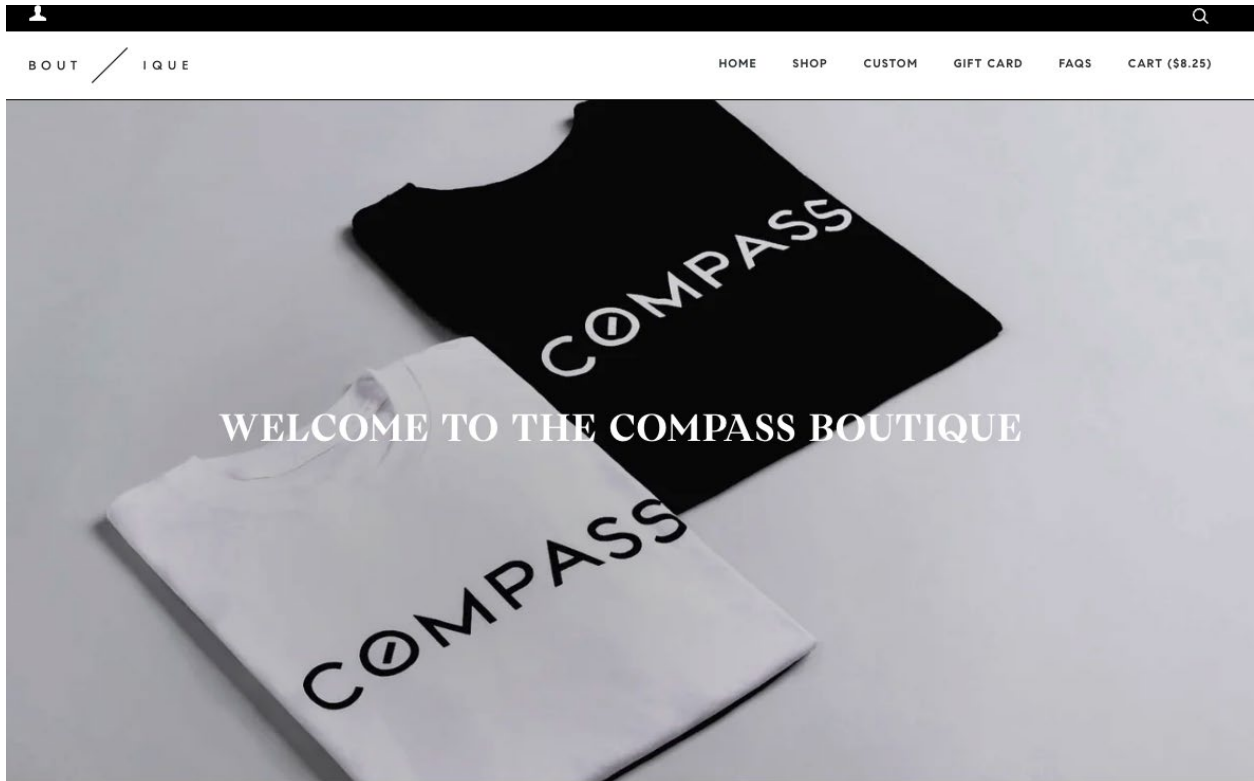 BOUT / IQUE
HOME SHOP CUSTOM GIFT CARD FAQS CART ($8.25)
COMPASS
WELCOME TO THE COMPASS BOUTIQUE
COMPASS